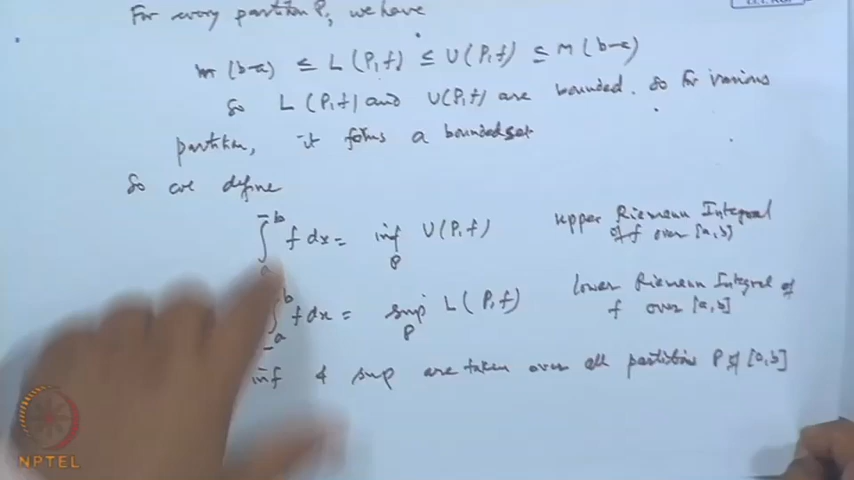 For every partition P, we have
m (b-a) ≤ L (P, f) ≤ U (P, f) ≤ M (b-a)
So L (P, f) and U (P, f) are bounded. So for various
partition, it forms a bounded set
So we define
∫ₐ⁻ᵇ f dx = inf U (P, f) upper Riemann Integral
P of f over [a, b]
∫₋ₐᵇ f dx = sup L (P, f) lower Riemann Integral of
P f over [a, b]
inf & sup are taken over all partitions P of [a, b]
NPTEL